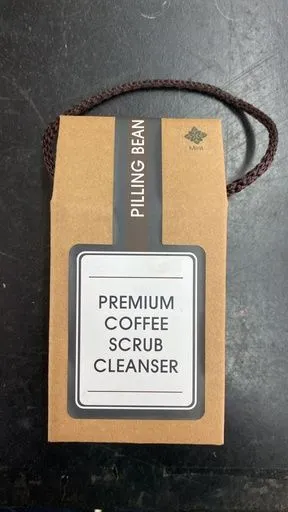 PILLING BEAN
Mint
PREMIUM
COFFEE
SCRUB
CLEANSER